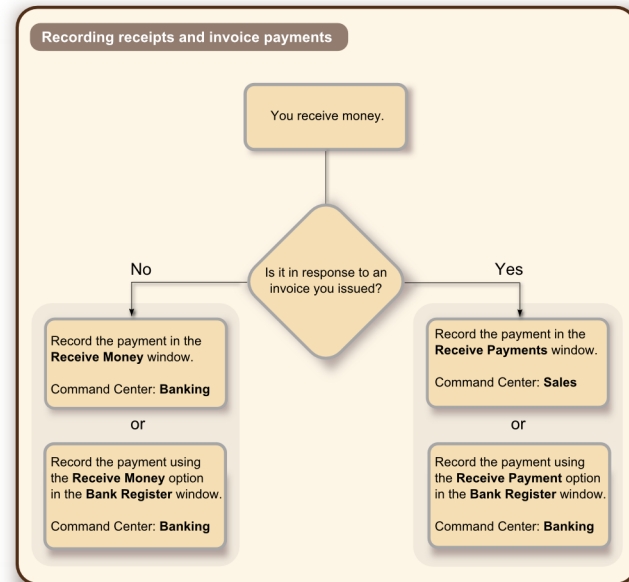 Recording receipts and invoice payments
You receive money.
Is it in response to an
invoice you issued?
No
Yes
Record the payment in the
Receive Money window.
Command Center: Banking
or
Record the payment using
the Receive Money option
in the Bank Register window.
Command Center: Banking
Record the payment in the
Receive Payments window.
Command Center: Sales
or
Record the payment using
the Receive Payment option
in the Bank Register window.
Command Center: Banking